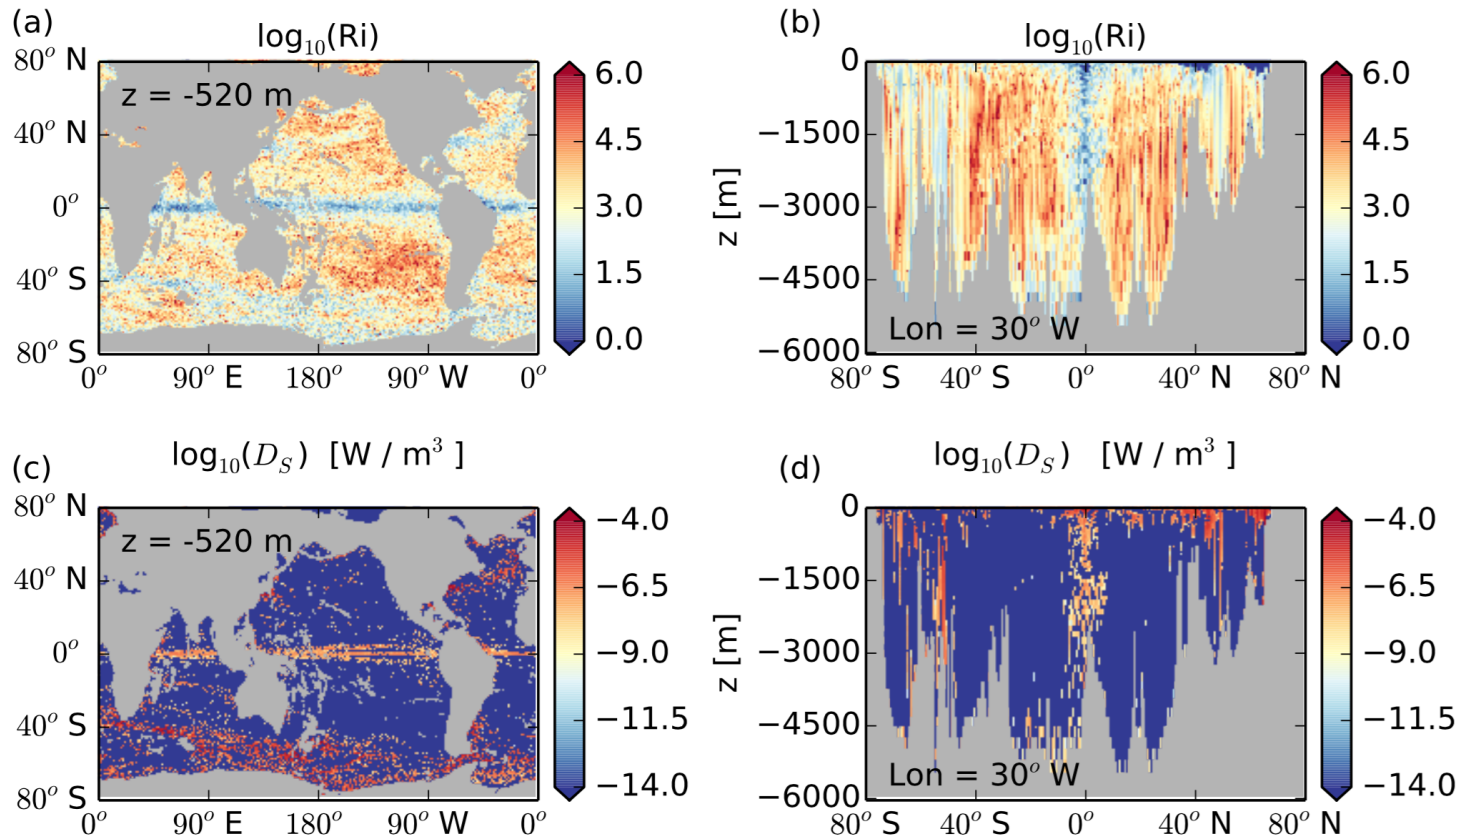 (a)
log₁₀(Ri)
80° N
40° N
0°
40° S
80° S
z = -520 m
0°
90° E
180°
90° W
0°
6.0
4.5
3.0
1.5
0.0
(b)
log₁₀(Ri)
z [m]
0
−1500
−3000
−4500
−6000
Lon = 30° W
80° S
40° S
0°
40° N
80° N
6.0
4.5
3.0
1.5
0.0
(c)
log₁₀(D_S) [W / m³ ]
80° N
40° N
0°
40° S
80° S
z = -520 m
0°
90° E
180°
90° W
0°
−4.0
−6.5
−9.0
−11.5
−14.0
(d)
log₁₀(D_S) [W / m³ ]
z [m]
0
−1500
−3000
−4500
−6000
Lon = 30° W
80° S
40° S
0°
40° N
80° N
−4.0
−6.5
−9.0
−11.5
−14.0